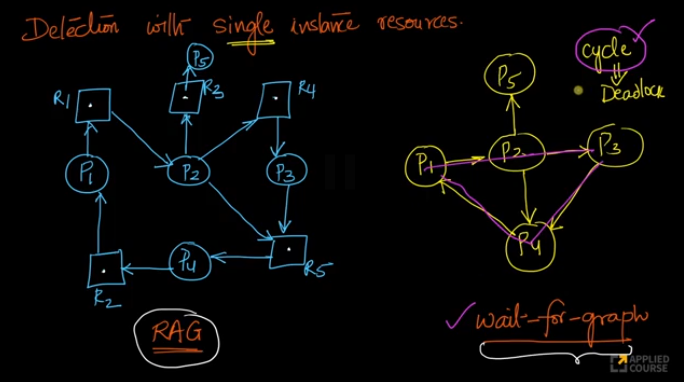 Detection with single instance resources.
P5
R1
R3
R4
P1
P2
P3
P4
R2
R5
RAG
cycle
Deadlock
P5
P1
P2
P3
P4
wait-for-graph
APPLIED
COURSE